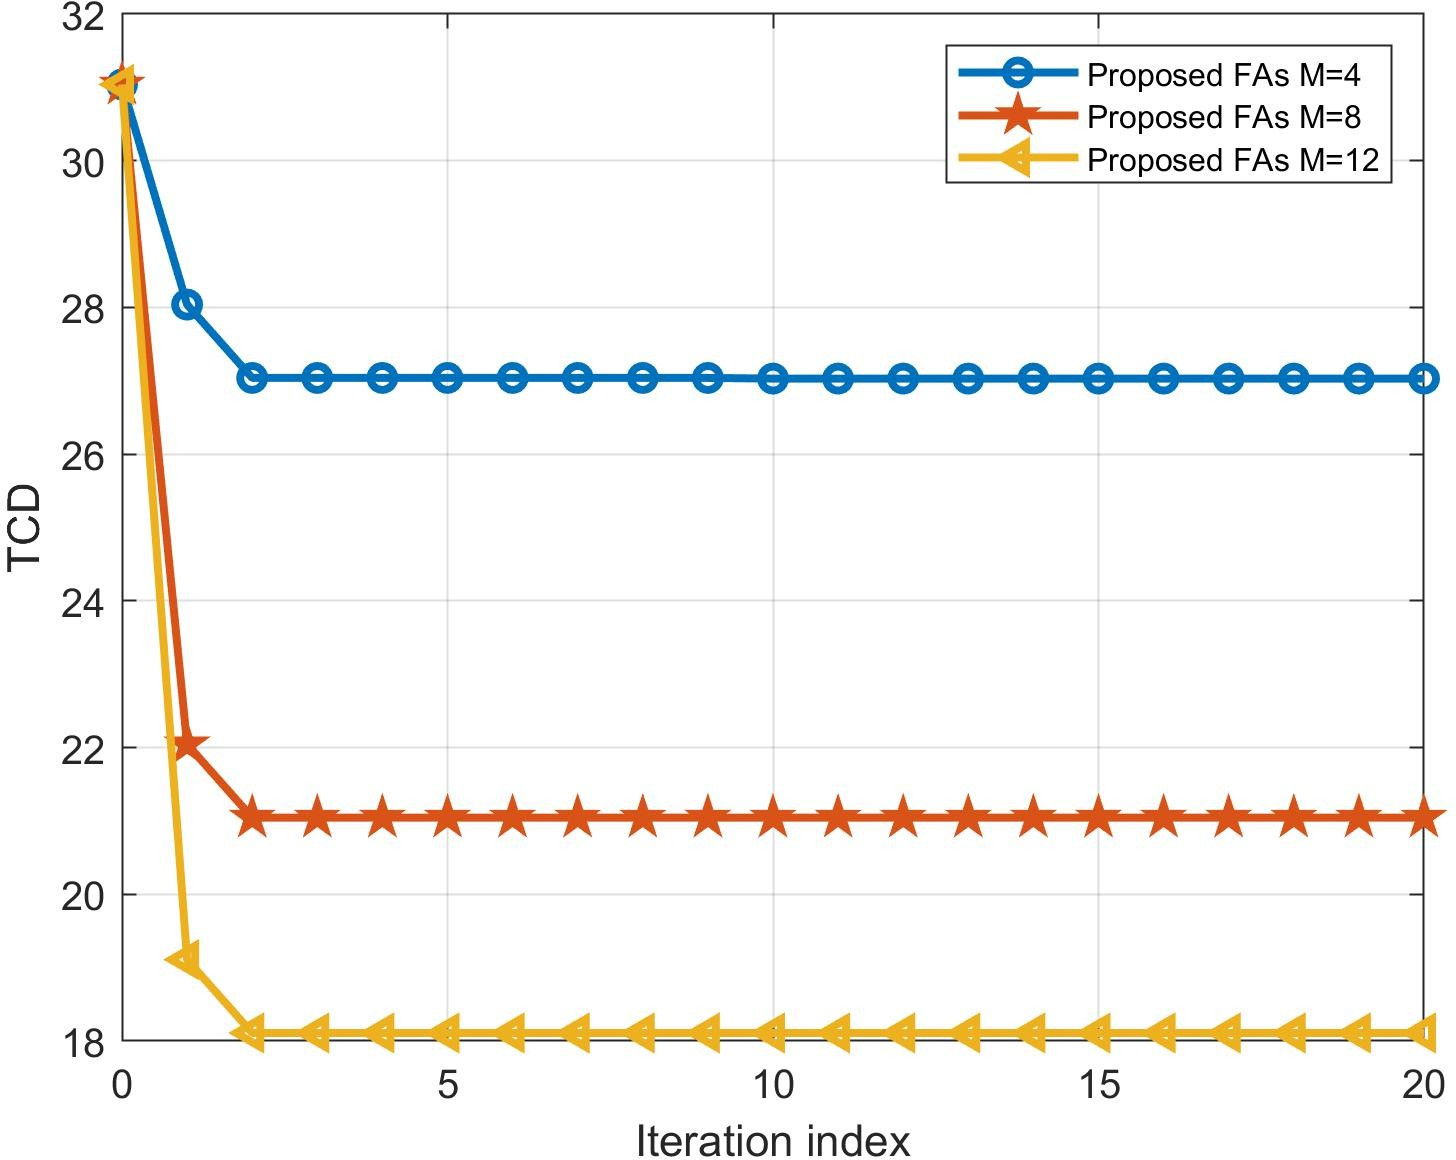 32
30
28
26
24
22
20
18
TCD
Proposed FAs M=4
Proposed FAs M=8
Proposed FAs M=12
0 5 10 15 20
Iteration index